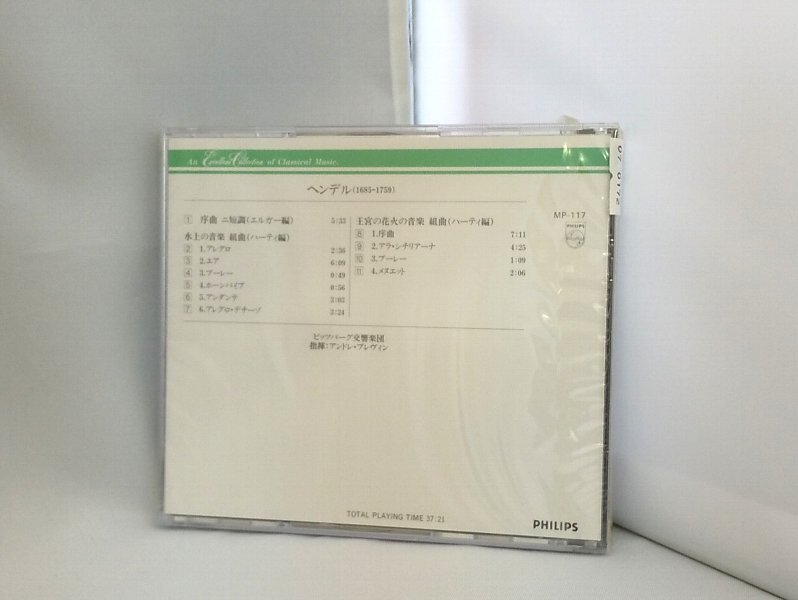 An Excellent Collection of Classical Music.
ヘンデル(1685-1759)
1 序曲 ニ短調(エルガー編) 5:33
水上の音楽 組曲(ハーティ編)
2 1.アレグロ 2:36
3 2.エア 6:09
4 3.ブーレー 0:49
5 4.ホーンパイプ 0:56
6 5.アンダンテ 3:03
7 6.アレグロ・デチーゾ 3:24
王宮の花火の音楽 組曲(ハーティ編)
8 1.序曲 7:11
9 2.アラ・シチリアーナ 4:25
10 3.ブーレー 1:09
11 4.メヌエット 2:06
ピッツバーグ交響楽団
指揮:アンドレ・プレヴィン
MP-117
PHILIPS
TOTAL PLAYING TIME 37:21
PHILIPS